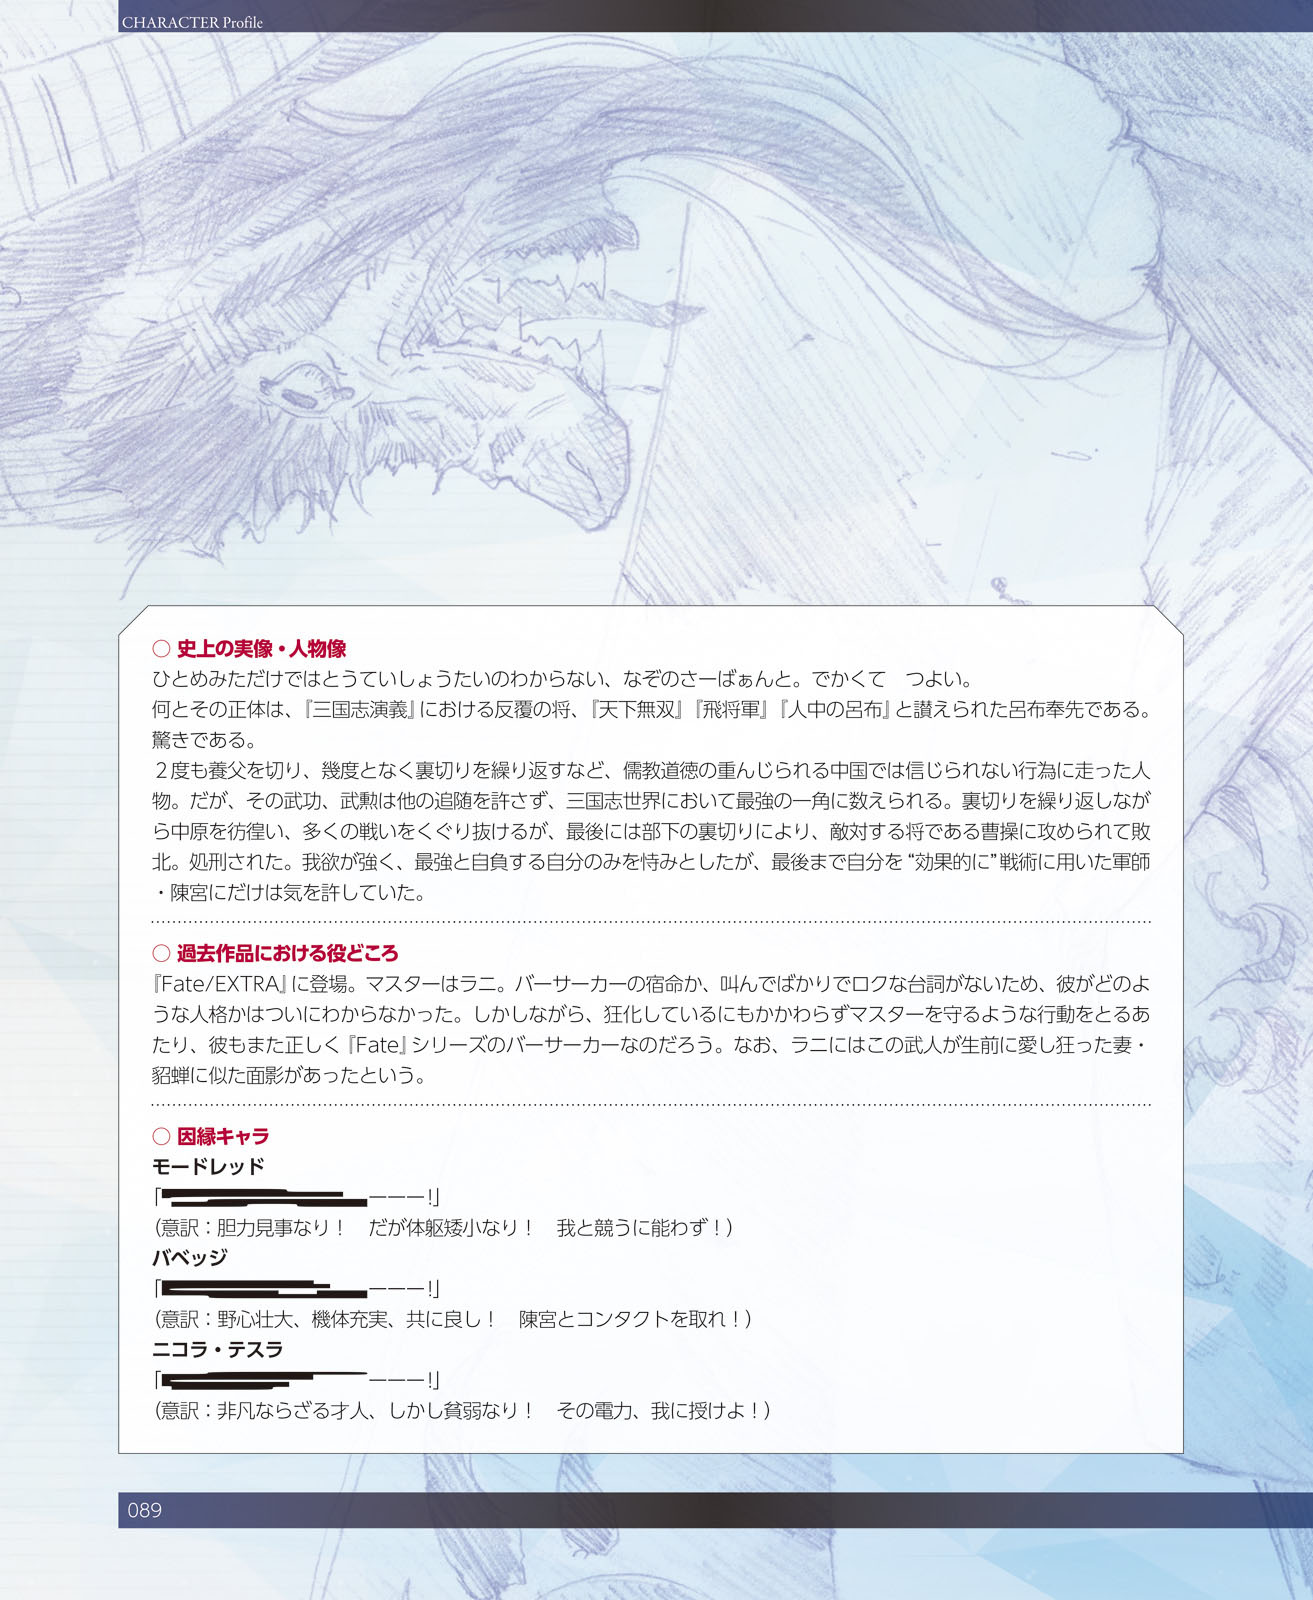 CHARACTER Profile
○ 史上の実像・人物像
ひとめみただけではとうていしょうたいのわからない、なぞのさーばぁんと。でかくて　つよい。
何とその正体は、『三国志演義』における反覆の将、『天下無双』『飛将軍』『人中の呂布』と讃えられた呂布奉先である。
驚きである。
２度も養父を切り、幾度となく裏切りを繰り返すなど、儒教道徳の重んじられる中国では信じられない行為に走った人
物。だが、その武功、武勲は他の追随を許さず、三国志世界において最強の一角に数えられる。裏切りを繰り返しなが
ら中原を彷徨い、多くの戦いをくぐり抜けるが、最後には部下の裏切りにより、敵対する将である曹操に攻められて敗
北。処刑された。我欲が強く、最強と自負する自分のみを恃みとしたが、最後まで自分を“効果的に”戦術に用いた軍師
・陳宮にだけは気を許していた。
○ 過去作品における役どころ
『Fate/EXTRA』に登場。マスターはラニ。バーサーカーの宿命か、叫んでばかりでロクな台詞がないため、彼がどのよ
うな人格かはついにわからなかった。しかしながら、狂化しているにもかかわらずマスターを守るような行動をとるあ
たり、彼もまた正しく『Fate』シリーズのバーサーカーなのだろう。なお、ラニにはこの武人が生前に愛し狂った妻・
貂蝉に似た面影があったという。
○ 因縁キャラ
モードレッド
「―――!」
（意訳：胆力見事なり！　だが体躯矮小なり！　我と競うに能わず！）
バベッジ
「―――!」
（意訳：野心壮大、機体充実、共に良し！　陳宮とコンタクトを取れ！）
ニコラ・テスラ
「―――!」
（意訳：非凡ならざる才人、しかし貧弱なり！　その電力、我に授けよ！）
089